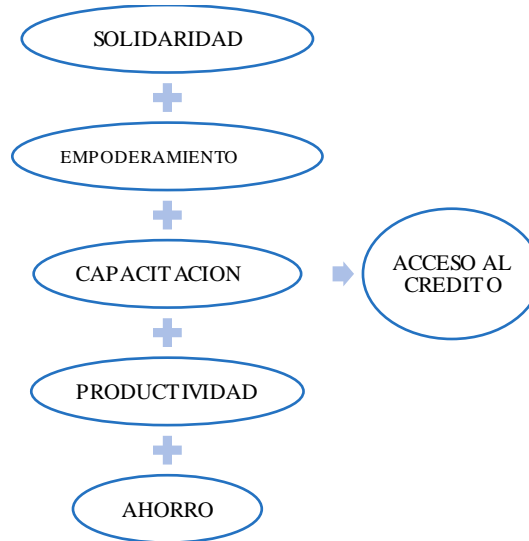 SOLIDARIDAD
EMPODERAMIENTO
CAPACITACION
ACCESO AL
CREDITO
PRODUCTIVIDAD
AHORRO